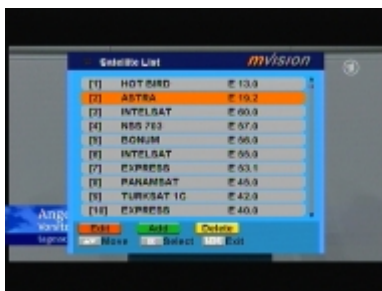 Satellite List mvision
[1] HOT BIRD E 13.0
[2] ASTRA E 19.2
[3] INTELSAT E 60.0
[4] NSS 703 E 57.0
[5] BONUM E 56.0
[6] INTELSAT E 55.0
[7] EXPRESS E 53.1
[8] PANAMSAT E 45.0
[9] TURKSAT 1C E 42.0
[10] EXPRESS E 40.0
Edit Add Delete
Move Select Exit
Ange